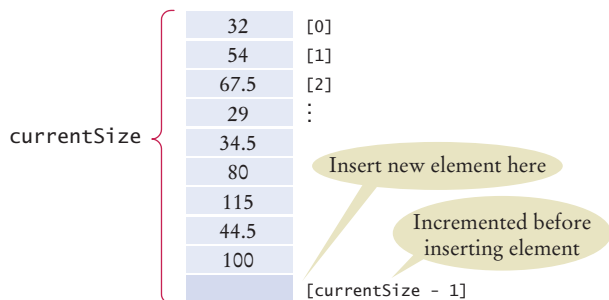 32 [0]
54 [1]
67.5 [2]
29 ⋮
currentSize
34.5
80
115
44.5
100
Insert new element here
Incremented before
inserting element
[currentSize - 1]